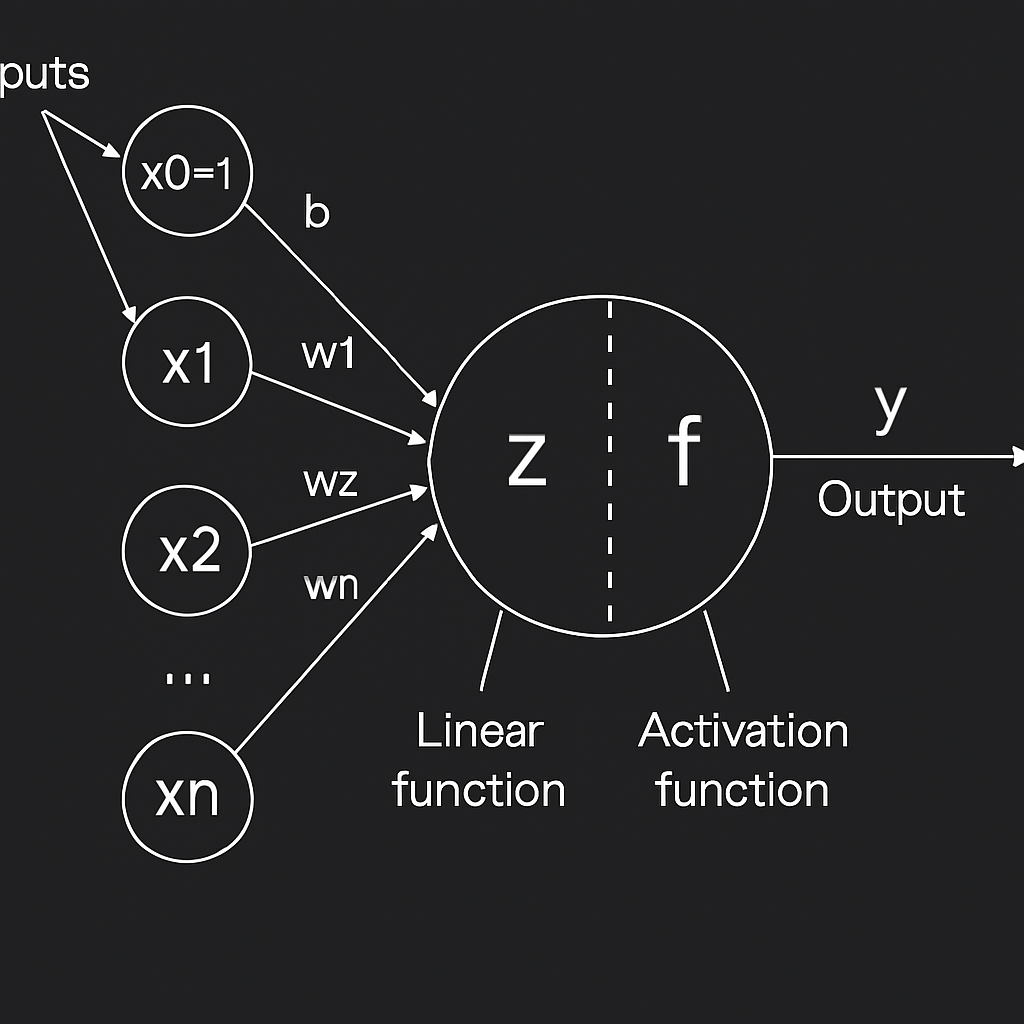 puts
x0=1
b
x1
w1
x2
wz
wn
...
xn
z
f
y
Output
Linear
function
Activation
function